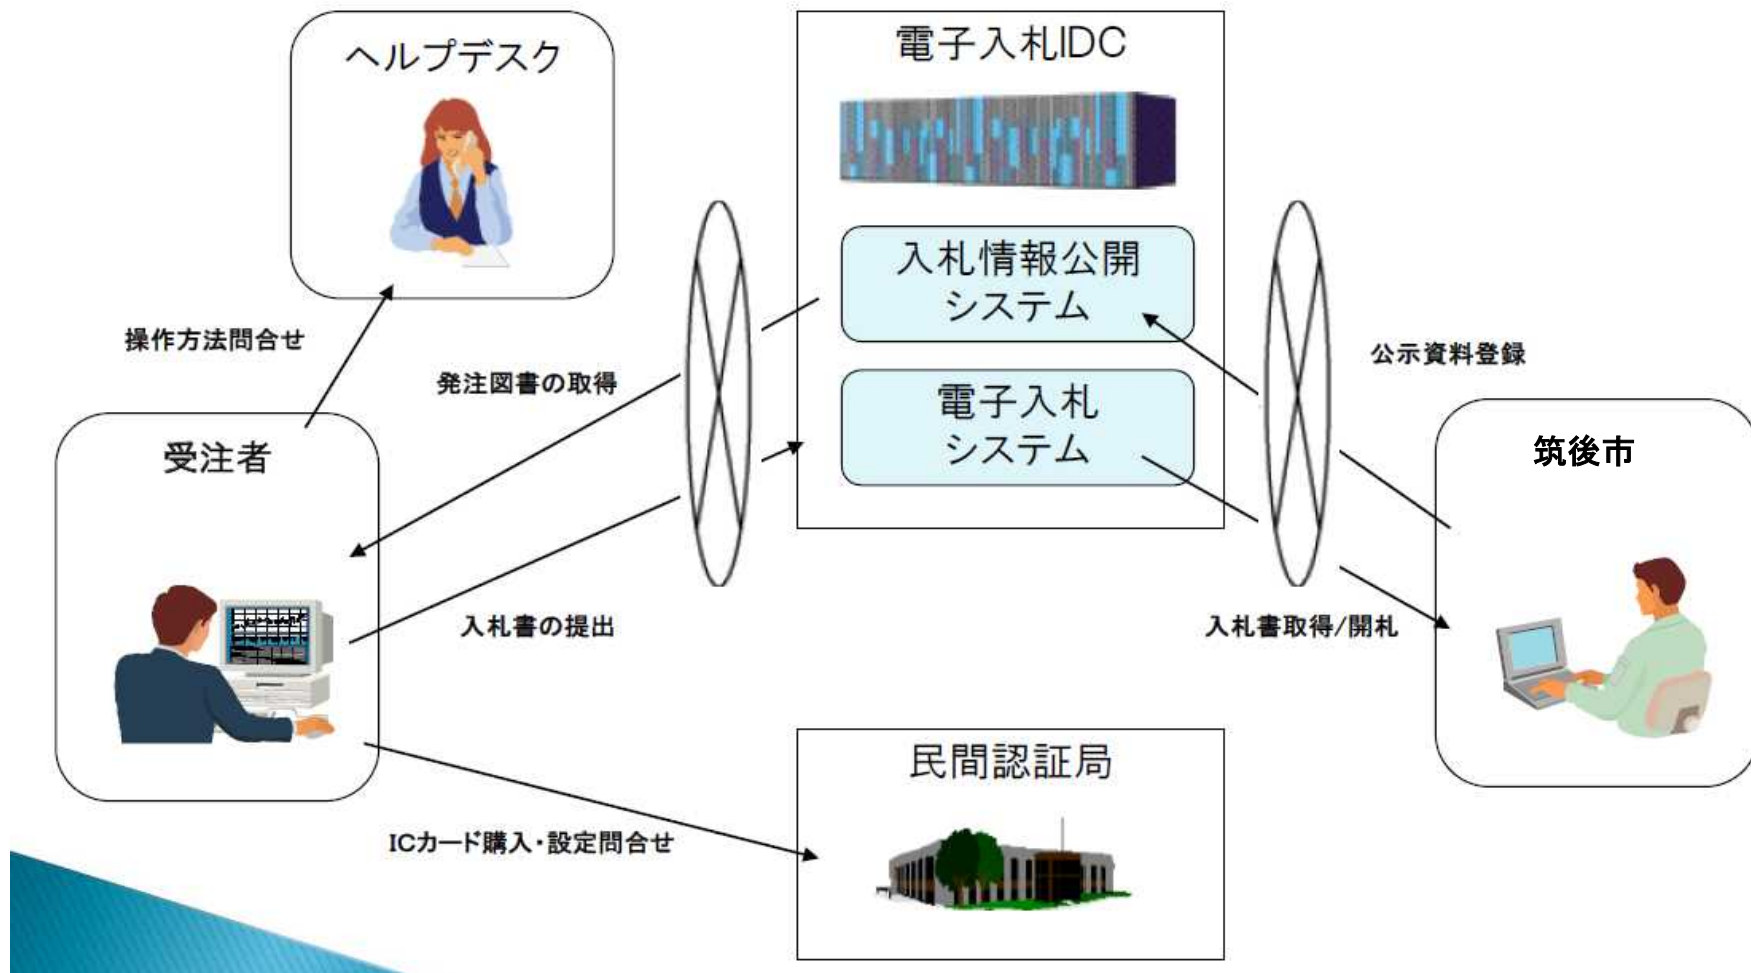 ヘルプデスク
電子入札IDC
入札情報公開
システム
操作方法問合せ
発注図書の取得
公示資料登録
電子入札
システム
受注者
筑後市
入札書の提出
入札書取得/開札
民間認証局
ICカード購入・設定問合せ